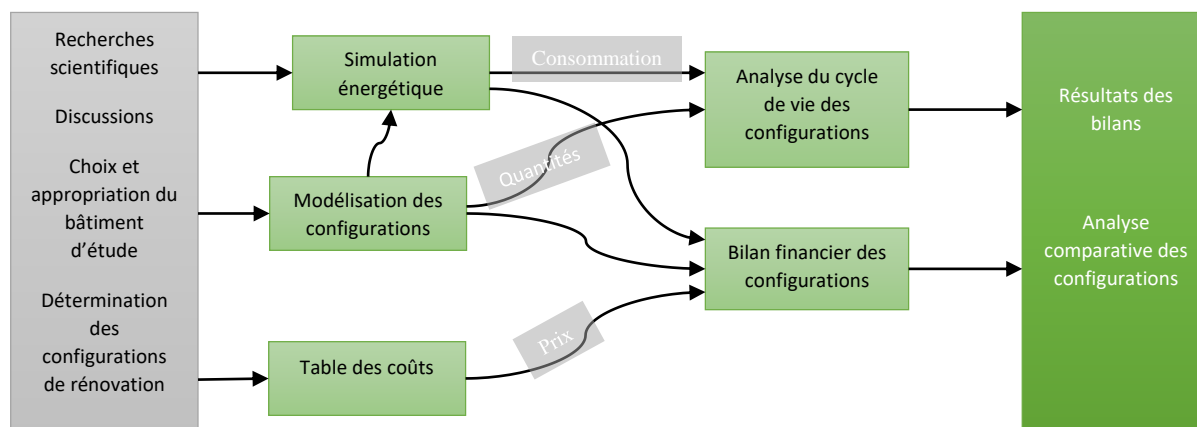 Recherches
scientifiques
Discussions
Choix et
appropriation du
bâtiment
d'étude
Détermination
des
configurations
de rénovation
Simulation
énergétique
Modélisation des
configurations
Table des coûts
Consommation
Quantités
Prix
Analyse du cycle
de vie des
configurations
Bilan financier des
configurations
Résultats des
bilans
Analyse
comparative des
configurations